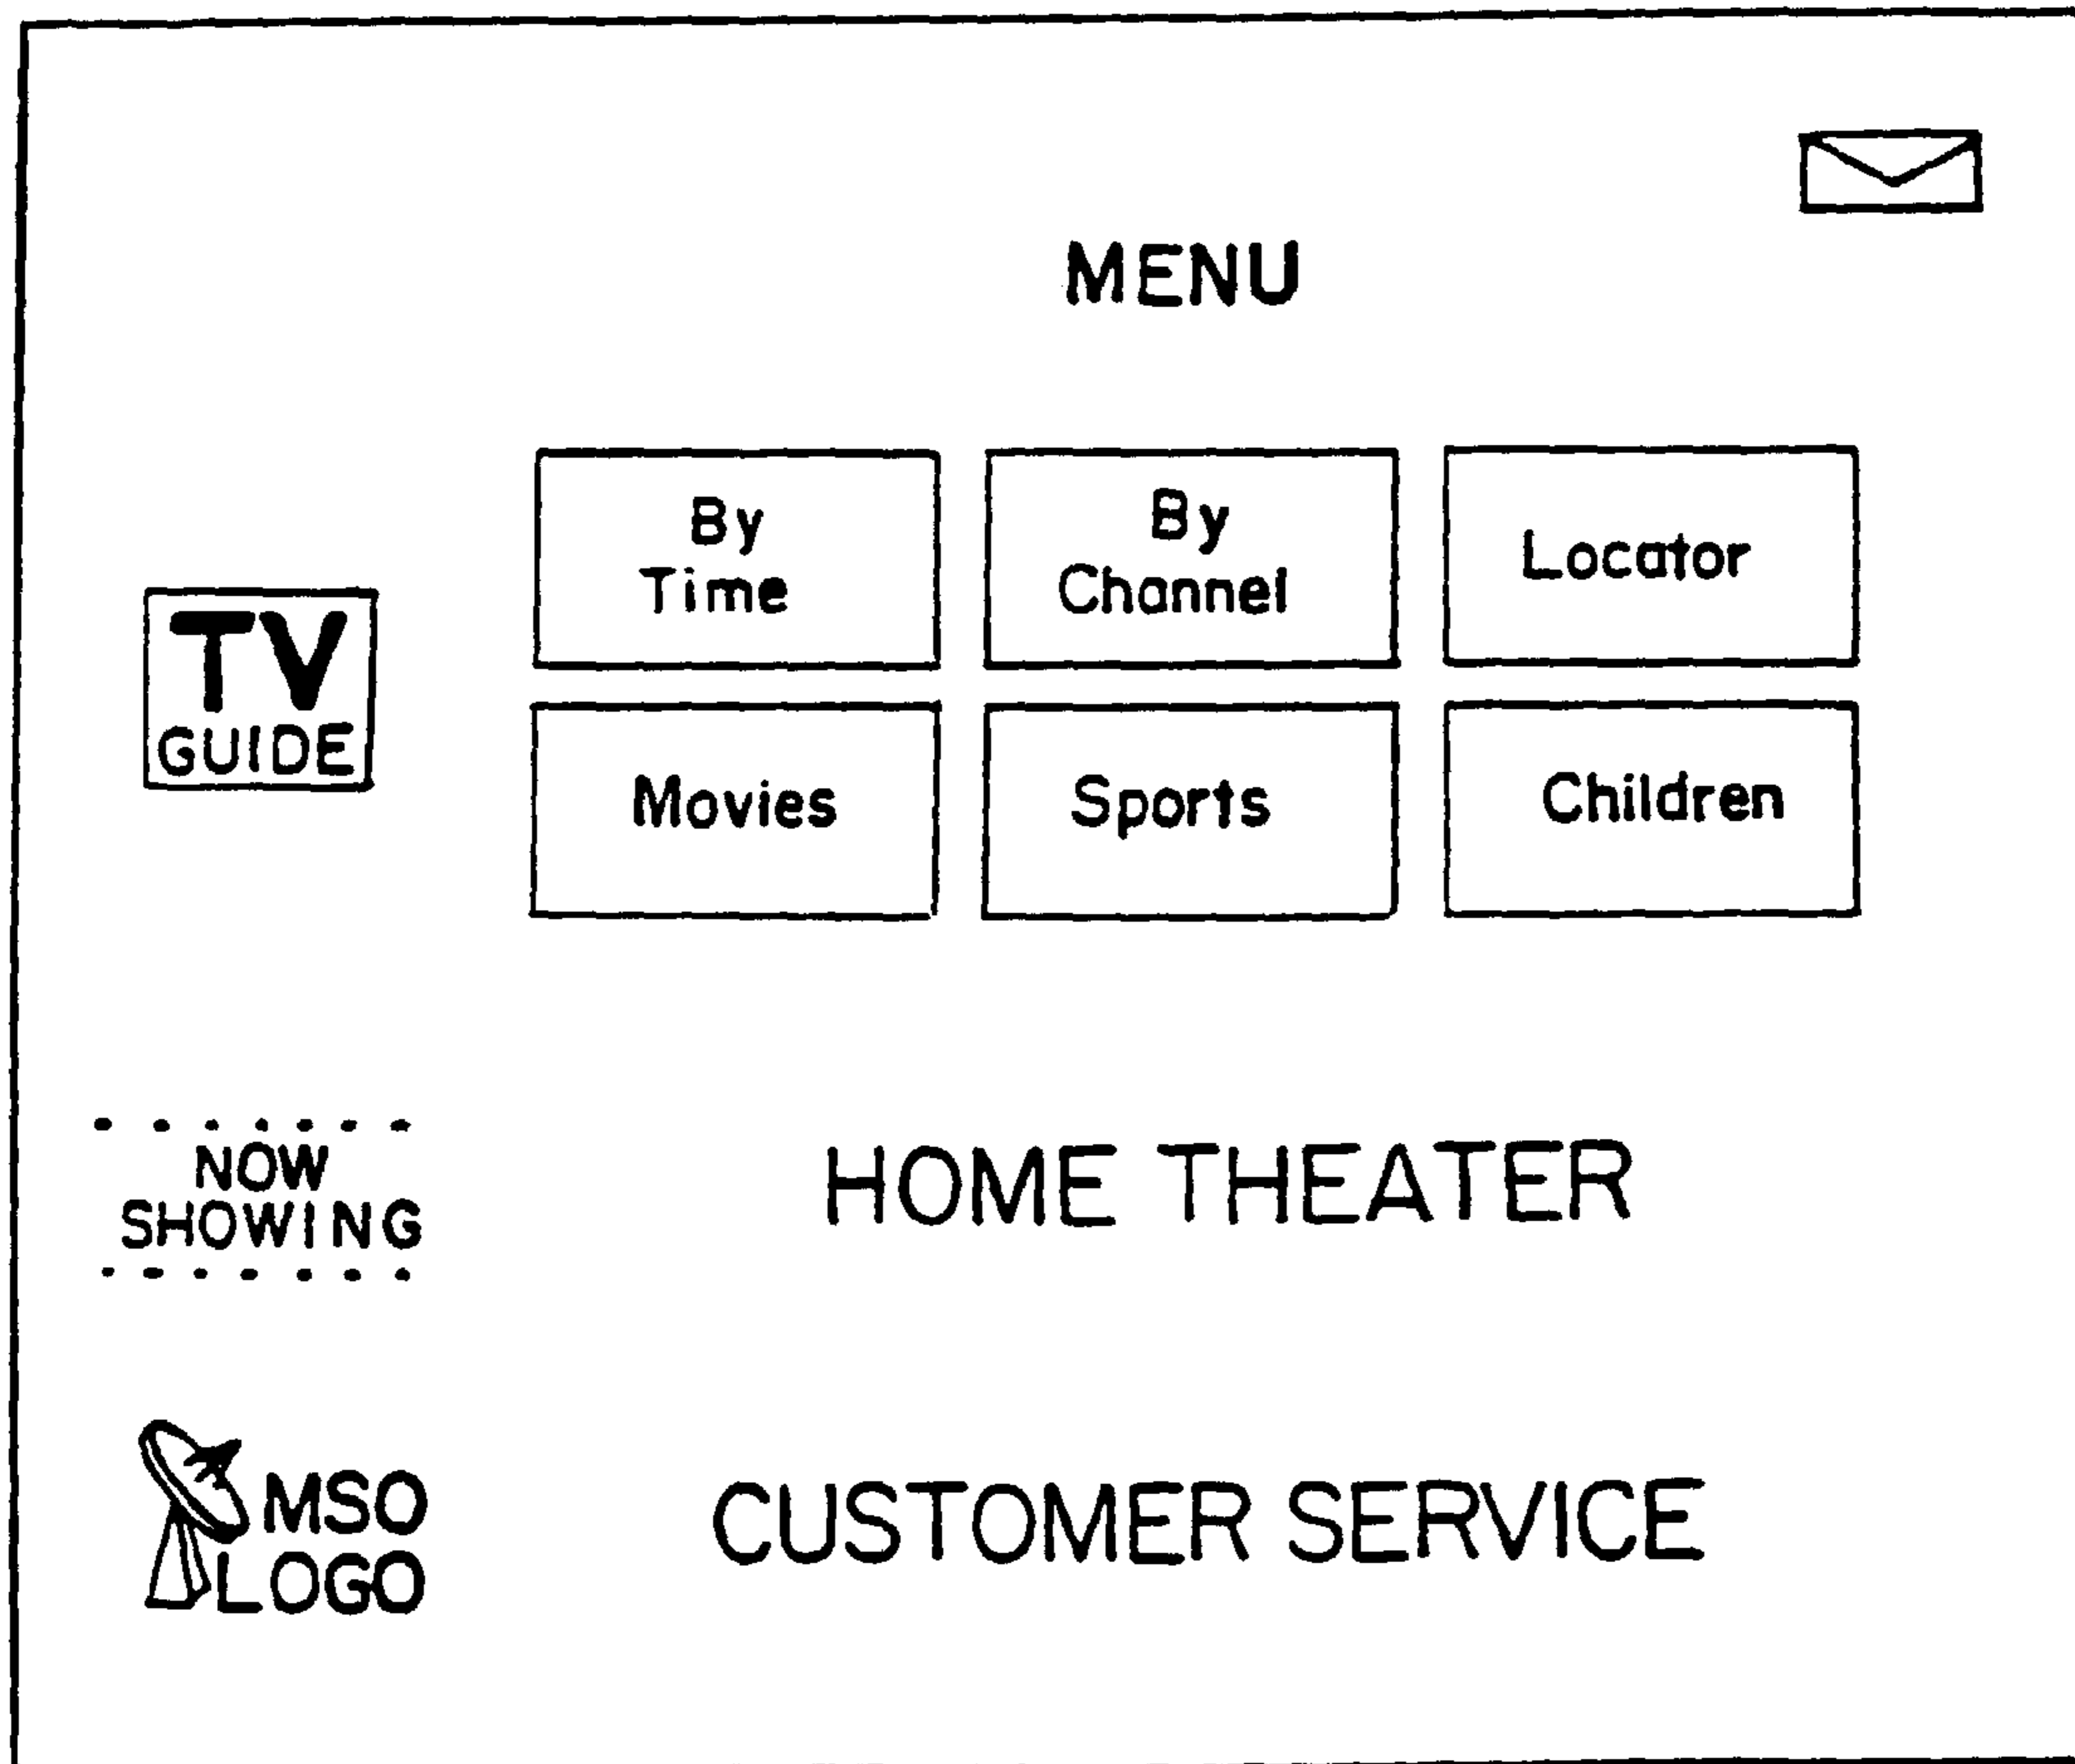 MENU
By
Time
By
Channel
Locator
TV
GUIDE
Movies
Sports
Children
NOW
SHOWING
HOME THEATER
MSO
LOGO
CUSTOMER SERVICE